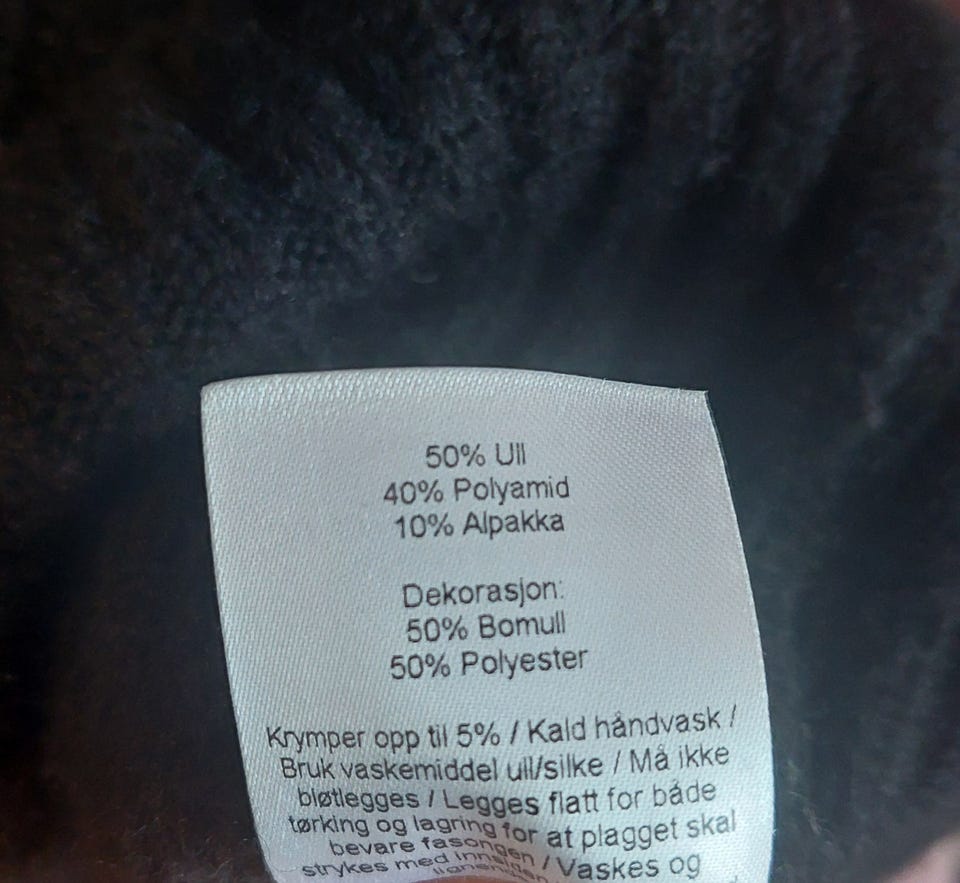 50% Ull
40% Polyamid
10% Alpakka
Dekorasjon:
50% Bomull
50% Polyester
Krymper opp til 5% / Kald håndvask /
Bruk vaskemiddel ull/silke / Må ikke
bløtlegges / Legges flatt for både
tørking og lagring for at plagget skal
bevare fasongen / Vaskes og
strykes med innsiden